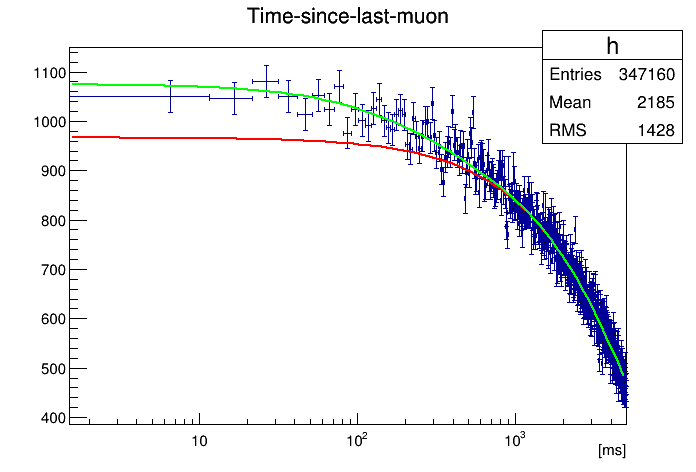 Time-since-last-muon
h
Entries 347160
Mean 2185
RMS 1428
1100
1000
900
800
700
600
500
400
10
10²
10³
[ms]